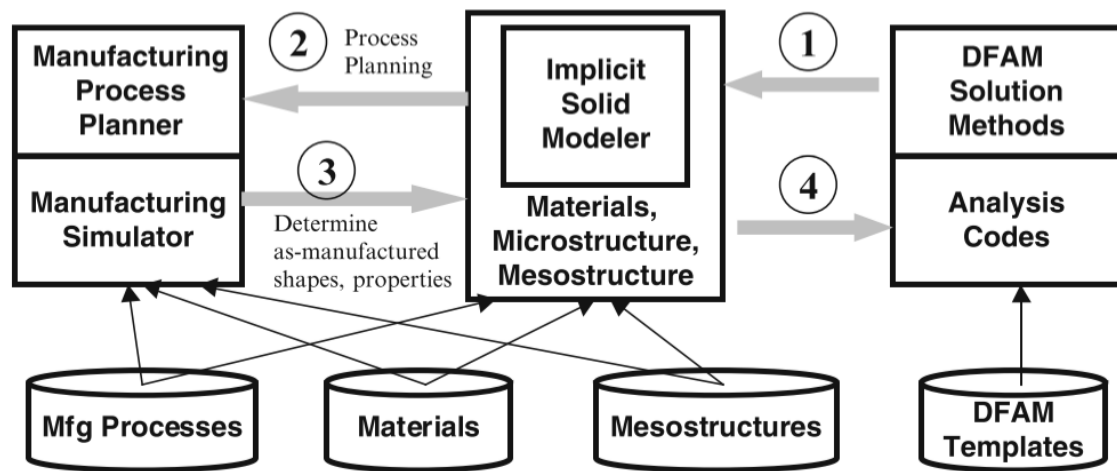 Manufacturing
Process
Planner
Manufacturing
Simulator
2
Process
Planning
3
Determine
as-manufactured
shapes, properties
Implicit
Solid
Modeler
Materials,
Microstructure,
Mesostructure
1
4
DFAM
Solution
Methods
Analysis
Codes
Mfg Processes
Materials
Mesostructures
DFAM
Templates